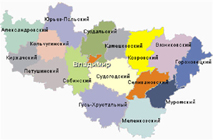 Юрьев-Польский
Александровский
Суздальский
Кольчугинский
Камешковский
Вязниковский
Киржачский
Ковровский
Гороховецкий
Владимир
Петушинский
Судогодский
Собинский
Селивановский
Гусь-Хрустальный
Муромский
Меленковский